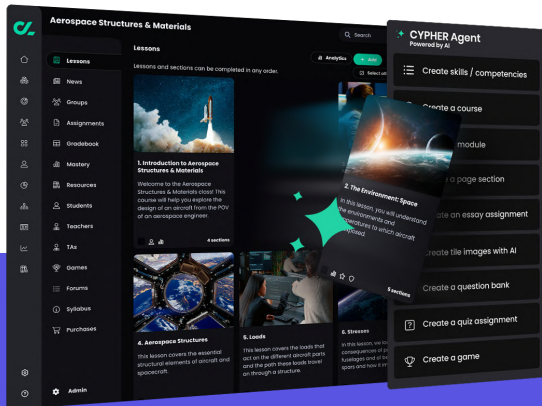 Aerospace Structures & Materials
Search
Lessons
News
Groups
Assignments
Gradebook
Mastery
Resources
Students
Teachers
TAs
Games
Forums
Syllabus
Purchases
Admin
Lessons
Analytics
+ Add
Lessons and sections can be completed in any order.
Select all
1. Introduction to Aerospace
Structures & Materials
Welcome to the Aerospace
Structures & Materials class! This
course will help you explore the
design of an aircraft from the POV
of an aerospace engineer.
4 sections
2. The Environment; Space
In this lesson, you will understand
the environments and
temperatures to which aircraft
exposed.
5 sections
4. Aerospace Structures
This lesson covers the essential
structural elements of aircraft and
spacecraft.
5. Loads
This lesson covers the loads that
act on the different aircraft parts
and the path these loads travel
on through a structure.
6. Stresses
In this lesson, we
consequences of
fuselages and of
spars and how
CYPHER Agent
Powered by AI
Create skills / competencies
Create a course
module
a page section
an essay assignment
Create tile images with AI
Create a question bank
Create a quiz assignment
Create a game